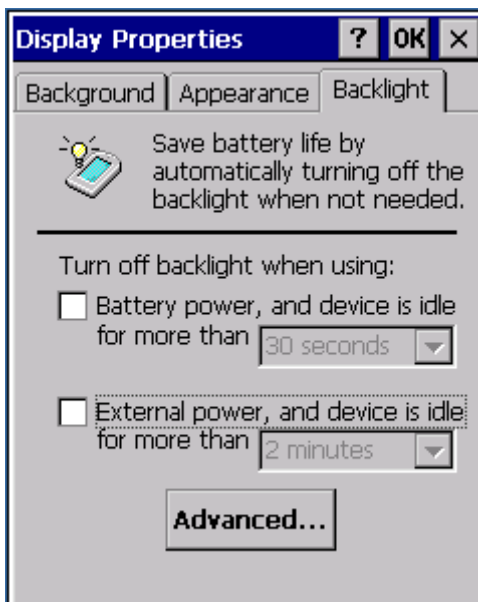 Display Properties ? OK ×
Background Appearance Backlight
Save battery life by
automatically turning off the
backlight when not needed.
Turn off backlight when using:
Battery power, and device is idle
for more than 30 seconds
External power, and device is idle
for more than 2 minutes
Advanced...